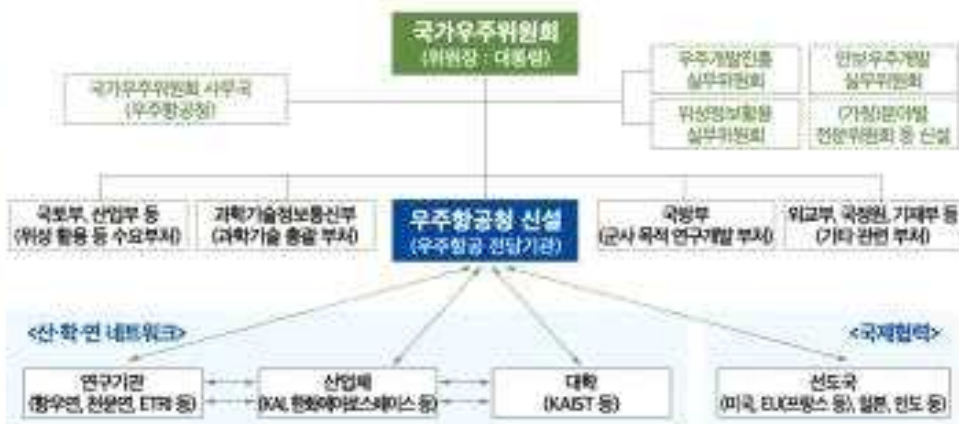 국가우주위원회
(위원장 : 대통령)
국가우주위원회 사무국
(우주항공청)
우주개발진흥
실무위원회
안보우주개발
실무위원회
위성정보활용
실무위원회
(가칭)분야별
전문위원회 등 신설
국토부, 산업부 등
(위성 활용 등 수요부처)
과학기술정보통신부
(과학기술 총괄 부처)
우주항공청 신설
(우주항공 전담기관)
국방부
(군사 목적 연구개발 부처)
외교부, 국정원, 기재부 등
(기타 관련 부처)
<산·학·연 네트워크>
<국제협력>
연구기관
(항우연, 천문연, ETRI 등)
산업체
(KAI, 한화에어로스페이스 등)
대학
(KAIST 등)
선도국
(미국, EU(프랑스 등), 일본, 인도 등)